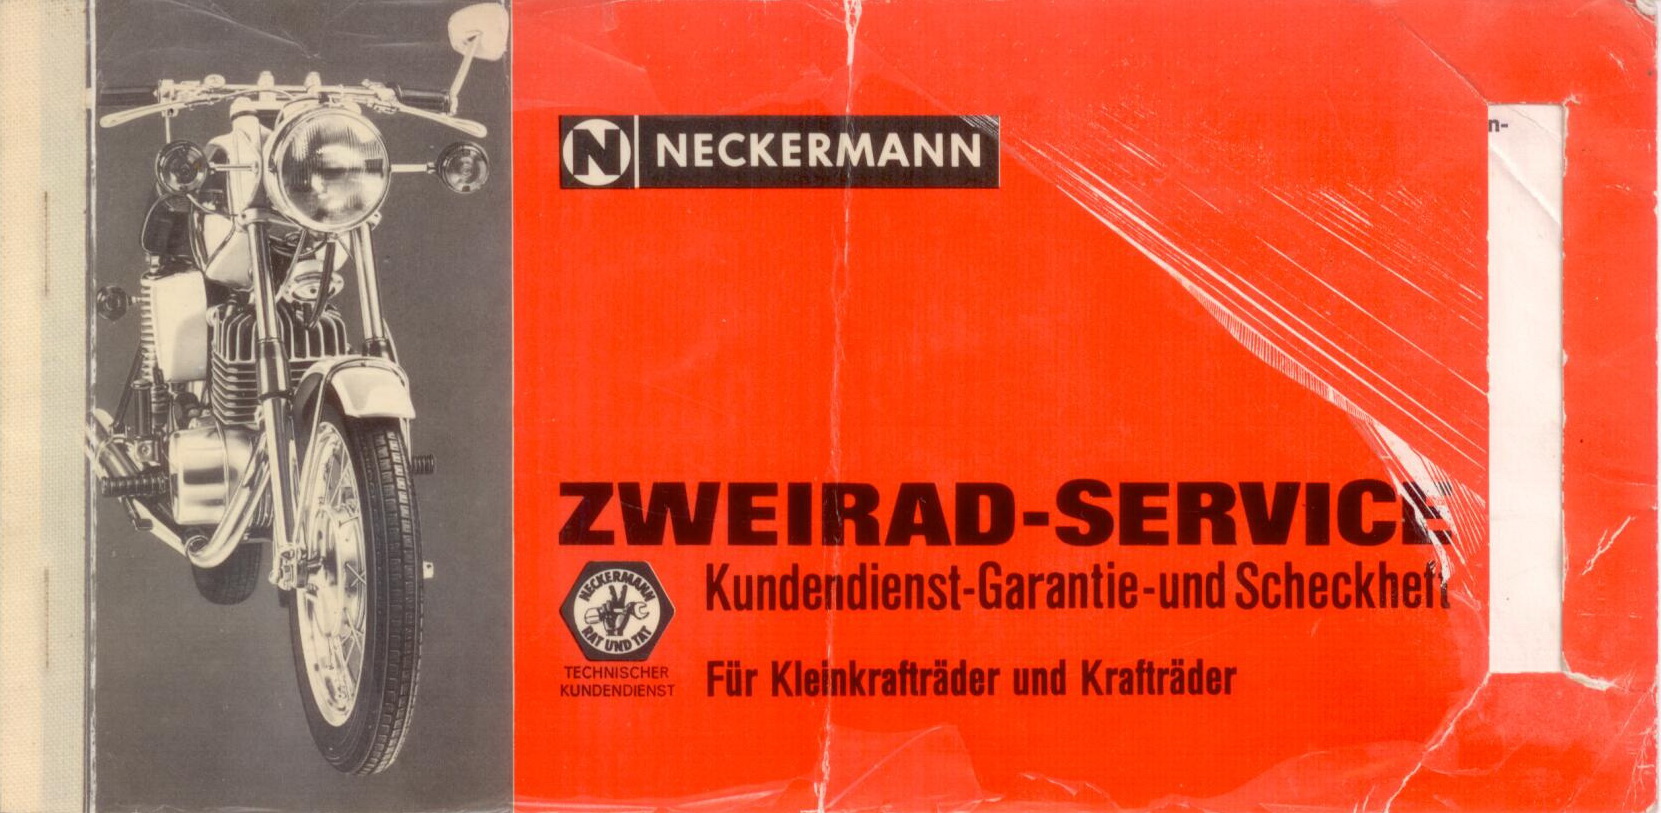 n-
N NECKERMANN
ZWEIRAD-SERVICE
Kundendienst-Garantie-und Scheckheft
NECKERMANN
RAT UND TAT
TECHNISCHER
KUNDENDIENST
Für Kleinkrafträder und Krafträder